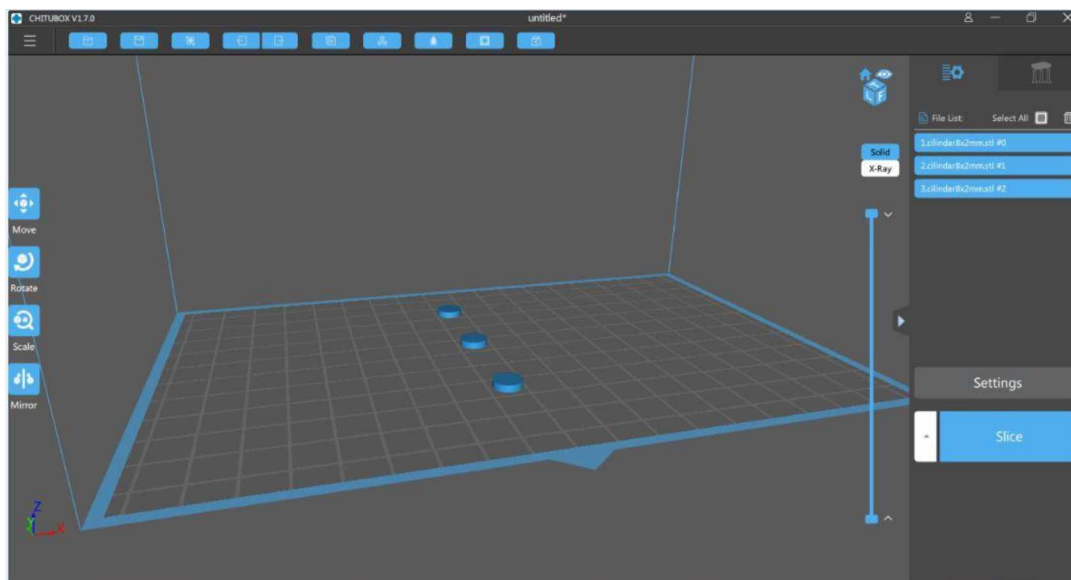 CHITUBOX V1.7.0
untitled*
File List:
Select All
1.cilindar8x2mm.stl #0
2.cilindar8x2mm.stl #1
3.cilindar8x2mm.stl #2
Solid
X-Ray
Move
Rotate
Scale
Mirror
Settings
Slice
L F
Z
Y
X